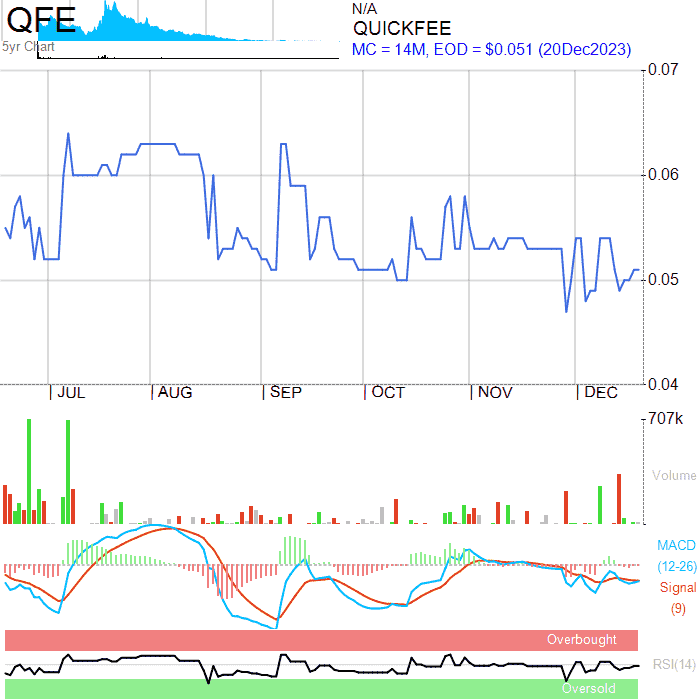 QFE
5yr Chart
N/A
QUICKFEE
MC = 14M, EOD = $0.051 (20Dec2023)
0.07
0.06
0.05
0.04
JUL AUG SEP OCT NOV DEC
707k
Volume
MACD
(12-26)
Signal
(9)
Overbought
RSI(14)
Oversold